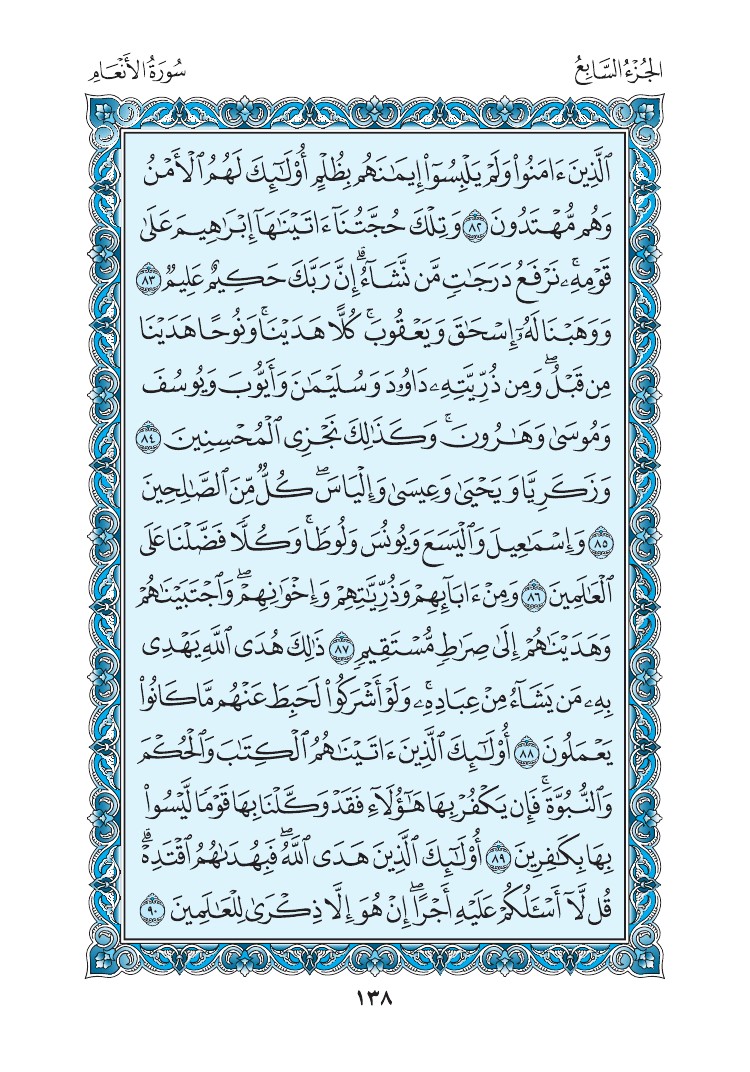 الجُزْءُ السَّابِعُ
سُورَةُ الأَنْعَامِ
ٱلَّذِينَ ءَامَنُوا۟ وَلَمْ يَلْبِسُوٓا۟ إِيمَـٰنَهُم بِظُلْمٍ أُو۟لَـٰٓئِكَ لَهُمُ ٱلْأَمْنُ
وَهُم مُّهْتَدُونَ ٨٢ وَتِلْكَ حُجَّتُنَآ ءَاتَيْنَـٰهَآ إِبْرَٰهِيمَ عَلَىٰ
قَوْمِهِۦۚ نَرْفَعُ دَرَجَـٰتٍ مَّن نَّشَآءُۗ إِنَّ رَبَّكَ حَكِيمٌ عَلِيمٌ ٨٣
وَوَهَبْنَا لَهُۥٓ إِسْحَـٰقَ وَيَعْقُوبَۚ كُلًّا هَدَيْنَاۚ وَنُوحًا هَدَيْنَا
مِن قَبْلُۖ وَمِن ذُرِّيَّتِهِۦ دَاوُۥدَ وَسُلَيْمَـٰنَ وَأَيُّوبَ وَيُوسُفَ
وَمُوسَىٰ وَهَـٰرُونَۚ وَكَذَٰلِكَ نَجْزِى ٱلْمُحْسِنِينَ ٨٤
وَزَكَرِيَّا وَيَحْيَىٰ وَعِيسَىٰ وَإِلْيَاسَۖ كُلٌّ مِّنَ ٱلصَّـٰلِحِينَ
٨٥ وَإِسْمَـٰعِيلَ وَٱلْيَسَعَ وَيُونُسَ وَلُوطًاۚ وَكُلًّا فَضَّلْنَا عَلَى
ٱلْعَـٰلَمِينَ ٨٦ وَمِنْ ءَابَآئِهِمْ وَذُرِّيَّـٰتِهِمْ وَإِخْوَٰنِهِمْۖ وَٱجْتَبَيْنَـٰهُمْ
وَهَدَيْنَـٰهُمْ إِلَىٰ صِرَٰطٍ مُّسْتَقِيمٍ ٨٧ ذَٰلِكَ هُدَى ٱللَّهِ يَهْدِى
بِهِۦ مَن يَشَآءُ مِنْ عِبَادِهِۦۚ وَلَوْ أَشْرَكُوا۟ لَحَبِطَ عَنْهُم مَّا كَانُوا۟
يَعْمَلُونَ ٨٨ أُو۟لَـٰٓئِكَ ٱلَّذِينَ ءَاتَيْنَـٰهُمُ ٱلْكِتَـٰبَ وَٱلْحُكْمَ
وَٱلنُّبُوَّةَۚ فَإِن يَكْفُرْ بِهَا هَـٰٓؤُلَآءِ فَقَدْ وَكَّلْنَا بِهَا قَوْمًا لَّيْسُوا۟
بِهَا بِكَـٰفِرِينَ ٨٩ أُو۟لَـٰٓئِكَ ٱلَّذِينَ هَدَى ٱللَّهُۖ فَبِهُدَىٰهُمُ ٱقْتَدِهْۗ
قُل لَّآ أَسْـَٔلُكُمْ عَلَيْهِ أَجْرًاۖ إِنْ هُوَ إِلَّا ذِكْرَىٰ لِلْعَـٰلَمِينَ ٩٠
١٣٨